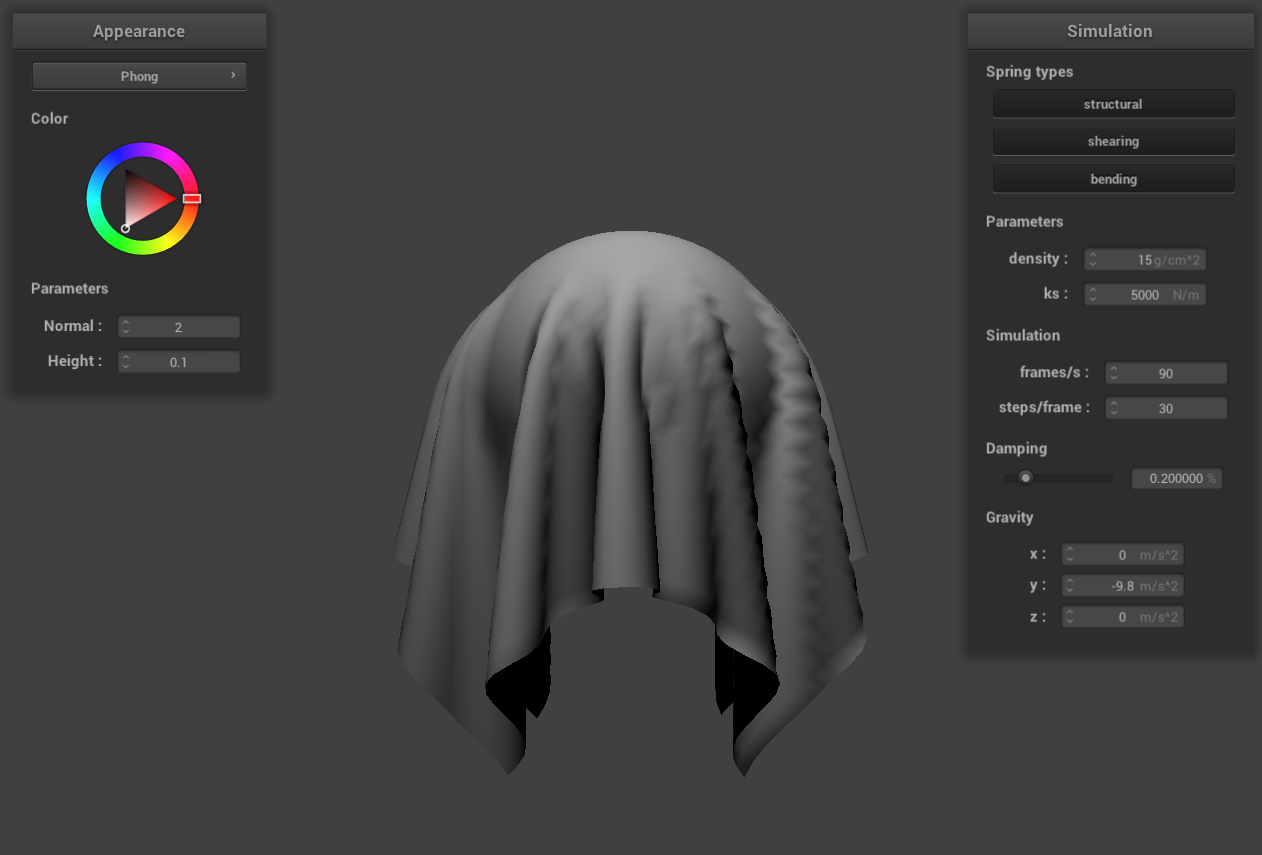 Appearance
Phong
Color
Parameters
Normal : 2
Height : 0.1
Simulation
Spring types
structural
shearing
bending
Parameters
density : 15 g/cm^2
ks : 5000 N/m
Simulation
frames/s : 90
steps/frame : 30
Damping
0.200000 %
Gravity
x : 0 m/s^2
y : -9.8 m/s^2
z : 0 m/s^2